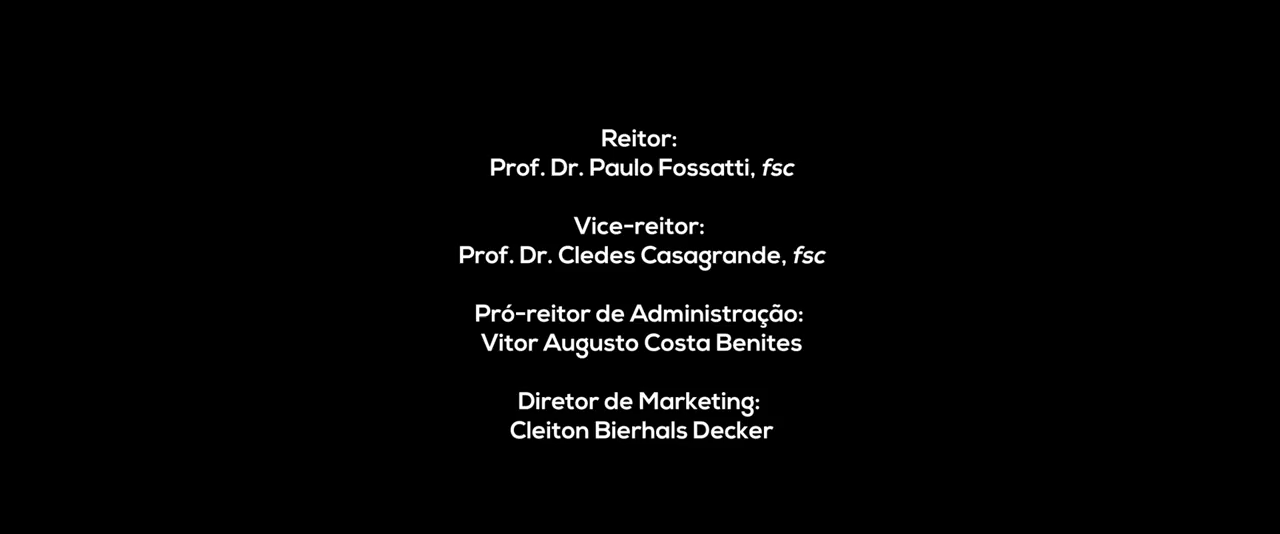 Reitor:
Prof. Dr. Paulo Fossatti, fsc
Vice-reitor:
Prof. Dr. Cledes Casagrande, fsc
Pró-reitor de Administração:
Vitor Augusto Costa Benites
Diretor de Marketing:
Cleiton Bierhals Decker